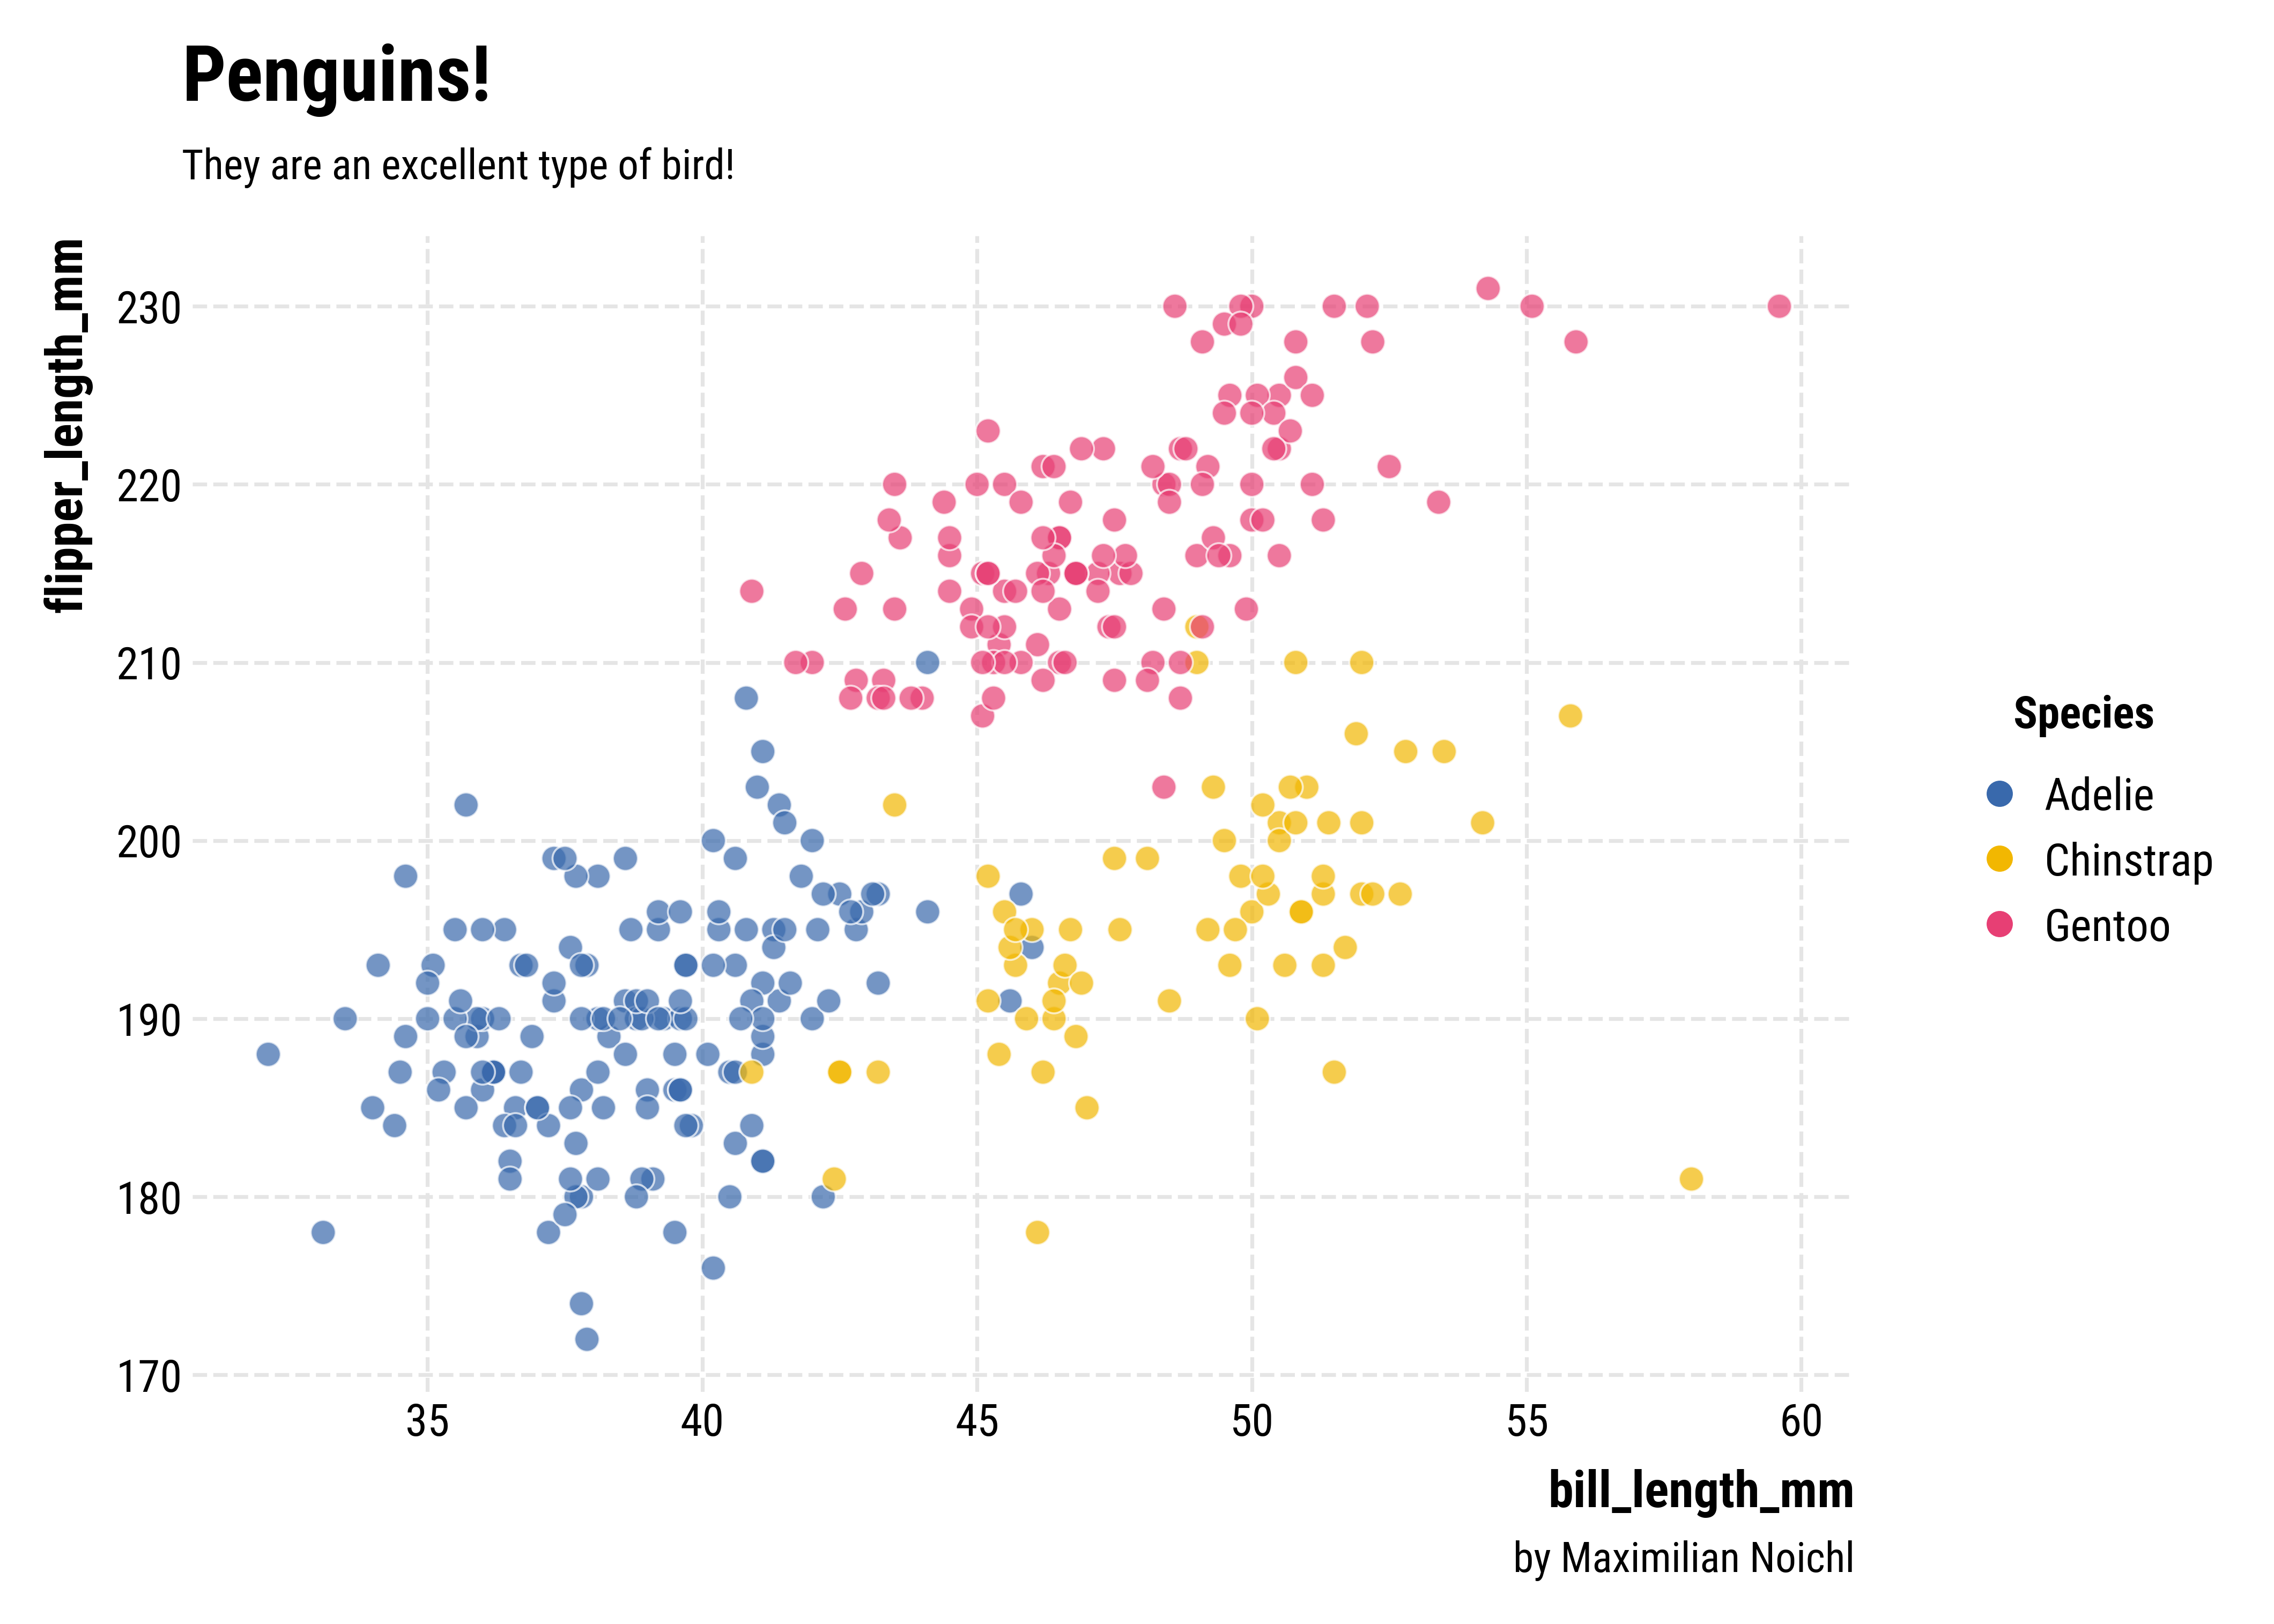 Penguins!
They are an excellent type of bird!
flipper_length_mm
230
220
210
200
190
180
170
35 40 45 50 55 60
bill_length_mm
by Maximilian Noichl
Species
Adelie
Chinstrap
Gentoo